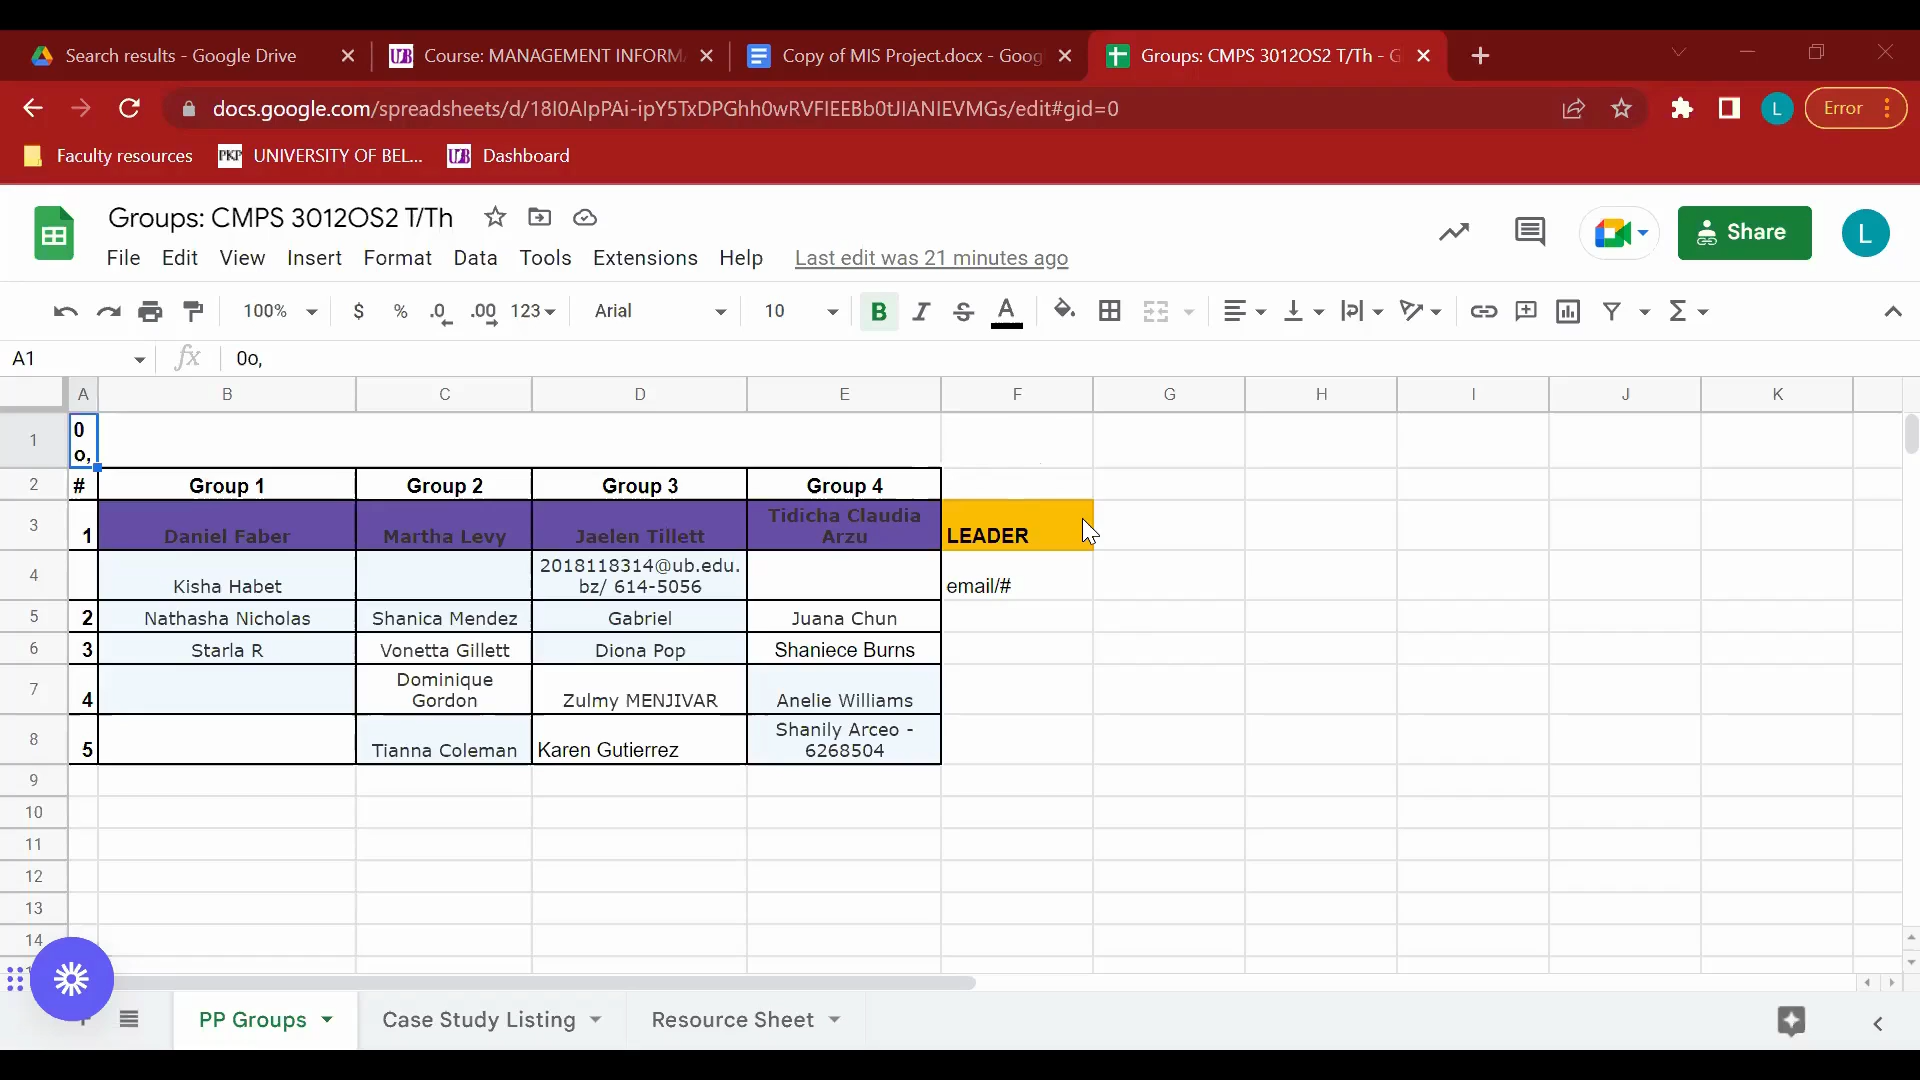 Search results - Google Drive
Course: MANAGEMENT INFORMA
Copy of MIS Project.docx - Goog
Groups: CMPS 3012OS2 T/Th - G
docs.google.com/spreadsheets/d/18I0AIpPAi-ipY5TxDPGhh0wRVFIEEBb0tJIANIEVMGs/edit#gid=0
L
Error
Faculty resources
PKP UNIVERSITY OF BEL...
UB Dashboard
Groups: CMPS 3012OS2 T/Th
File Edit View Insert Format Data Tools Extensions Help Last edit was 21 minutes ago
Share
L
100% $ % .0 .00 123 Arial 10 B I S A
A1 fx 0o,
A B C D E F G H I J K
1 0
o,
2 # Group 1 Group 2 Group 3 Group 4
3 1 Daniel Faber Martha Levy Jaelen Tillett Tidicha Claudia
Arzu LEADER
4 Kisha Habet 2018118314@ub.edu.
bz/ 614-5056 email/#
5 2 Nathasha Nicholas Shanica Mendez Gabriel Juana Chun
6 3 Starla R Vonetta Gillett Diona Pop Shaniece Burns
7 4 Dominique
Gordon Zulmy MENJIVAR Anelie Williams
8 5 Tianna Coleman Karen Gutierrez Shanily Arceo -
6268504
9
10
11
12
13
14
PP Groups Case Study Listing Resource Sheet